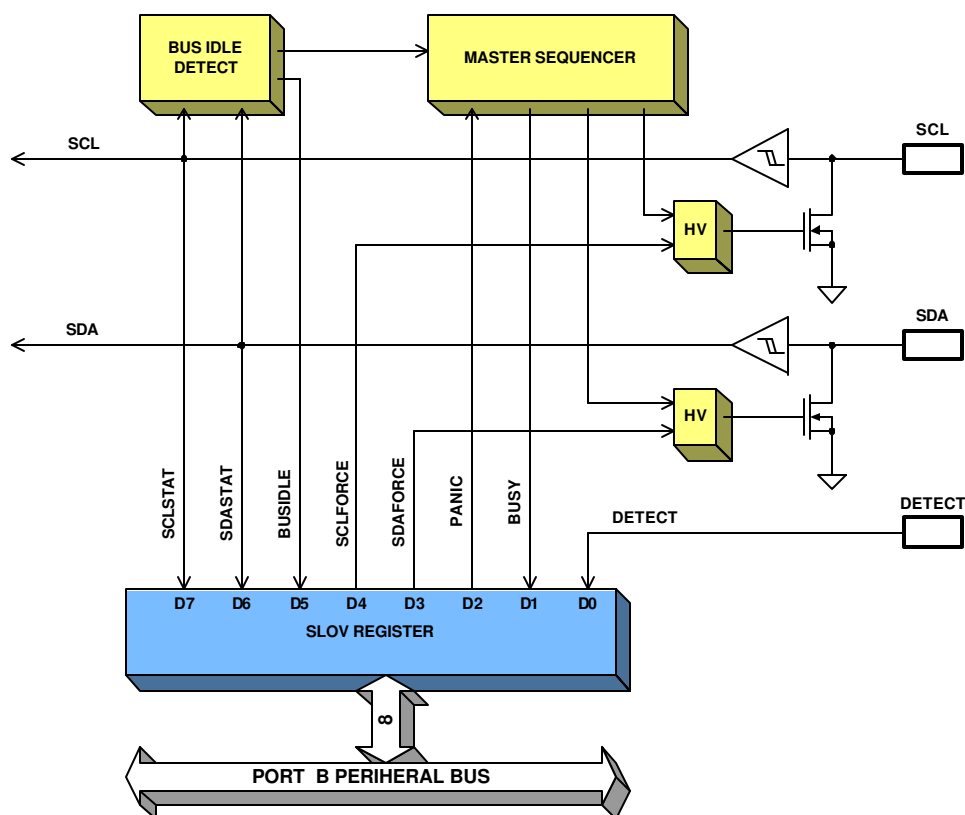 BUS IDLE
DETECT
MASTER SEQUENCER
SCL
SCL
HV
SDA
SDA
HV
SCLSTAT
SDASTAT
BUSIDLE
SCLFORCE
SDAFORCE
PANIC
BUSY
DETECT
DETECT
D7 D6 D5 D4 D3 D2 D1 D0
SLOV REGISTER
8
PORT B PERIHERAL BUS